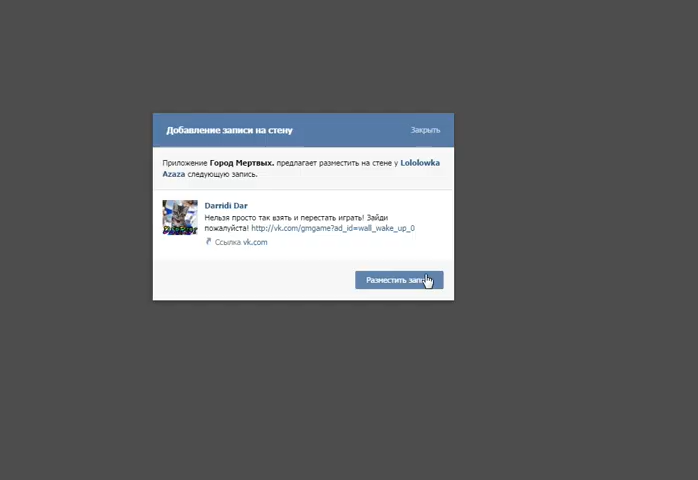 Добавление записи на стену
Закрыть
Приложение Город Мертвых. предлагает разместить на стене у Lololowka
Azaza следующую запись.
Darridi Dar
Нельзя просто так взять и перестать играть! Зайди
пожалуйста! http://vk.com/gmgame?ad_id=wall_wake_up_0
Ссылка vk.com
Разместить